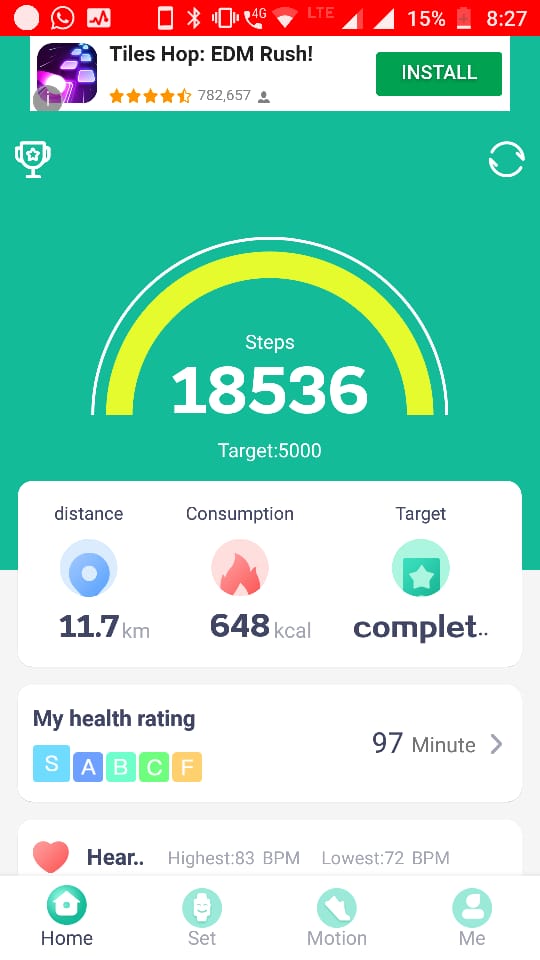 4G
LTE
15%
8:27
Tiles Hop: EDM Rush!
782,657
INSTALL
Steps
18536
Target:5000
distance
Consumption
Target
11.7 km
648 kcal
complet..
My health rating
S A B C F
97 Minute
Hear..
Highest:83 BPM
Lowest:72 BPM
Home
Set
Motion
Me